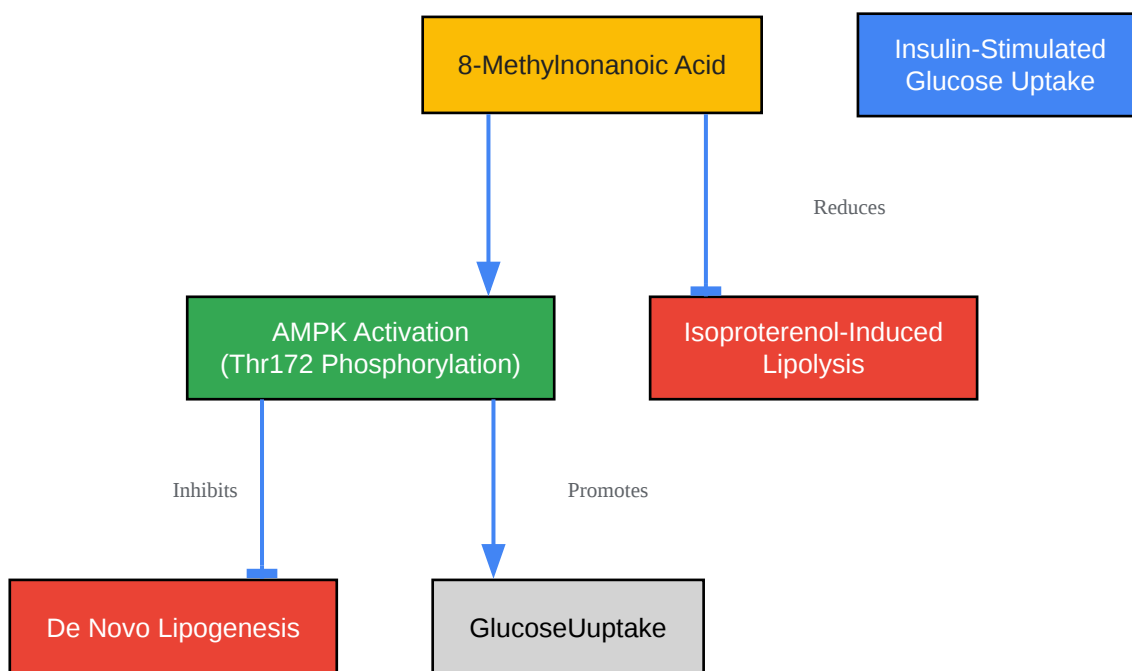 8-Methylnonanoic Acid
Insulin-Stimulated
Glucose Uptake
Reduces
AMPK Activation
(Thr172 Phosphorylation)
Isoproterenol-Induced
Lipolysis
Inhibits
Promotes
De Novo Lipogenesis
GlucoseUuptake